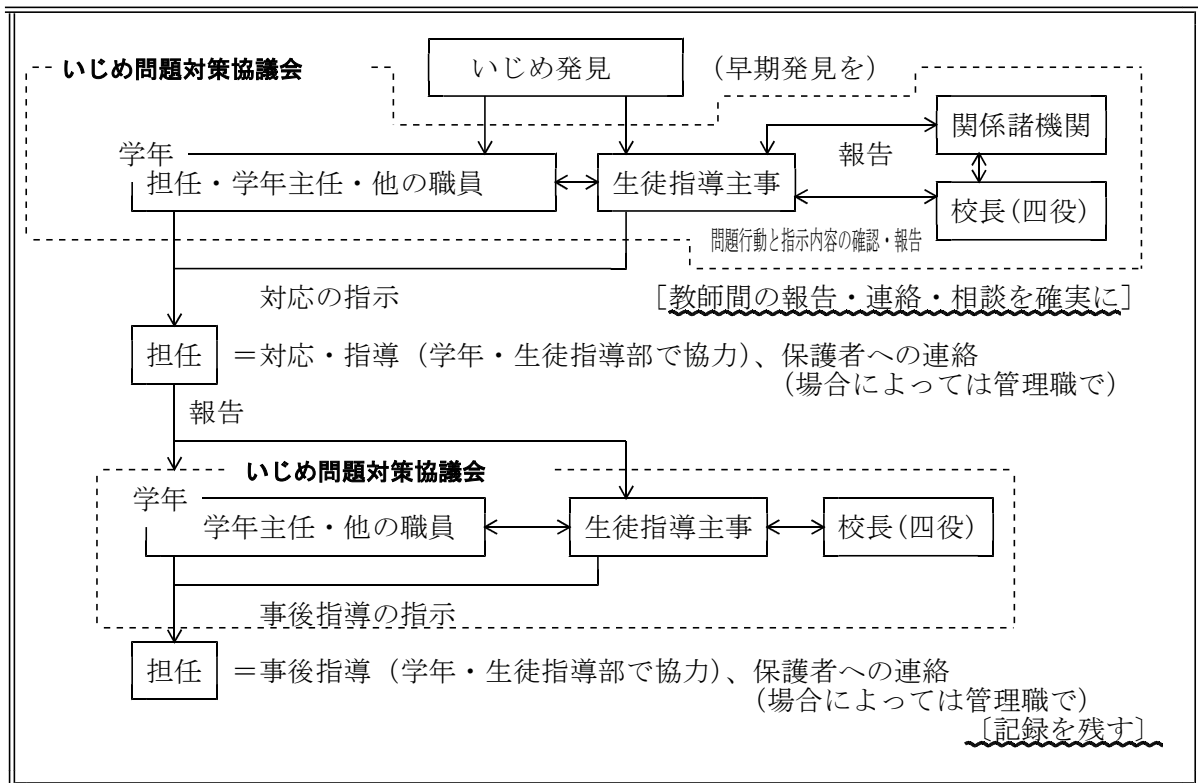 いじめ問題対策協議会
いじめ発見 (早期発見を)
関係諸機関
学年
報告
担任・学年主任・他の職員 生徒指導主事
校長(四役)
問題行動と指示内容の確認・報告
対応の指示 [教師間の報告・連絡・相談を確実に]
担任 =対応・指導(学年・生徒指導部で協力)、保護者への連絡
(場合によっては管理職で)
報告
いじめ問題対策協議会
学年
学年主任・他の職員 生徒指導主事 校長(四役)
事後指導の指示
担任 =事後指導(学年・生徒指導部で協力)、保護者への連絡
(場合によっては管理職で)
〔記録を残す〕